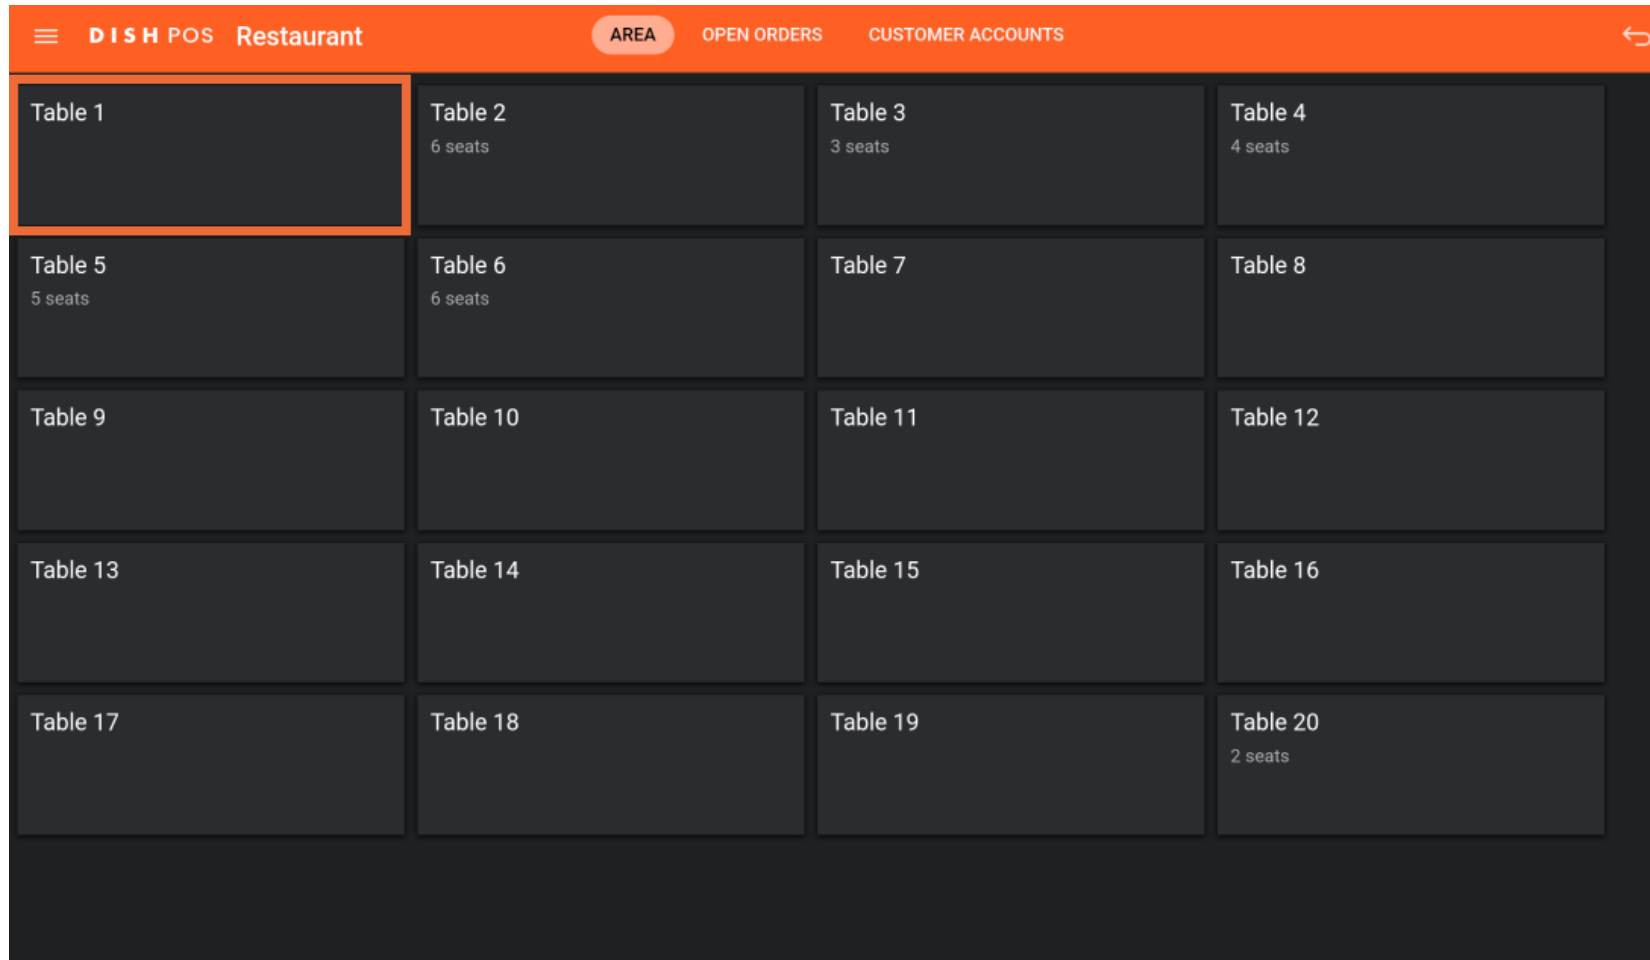 DISH POS Restaurant AREA OPEN ORDERS CUSTOMER ACCOUNTS
Table 1
Table 2
6 seats
Table 3
3 seats
Table 4
4 seats
Table 5
5 seats
Table 6
6 seats
Table 7
Table 8
Table 9
Table 10
Table 11
Table 12
Table 13
Table 14
Table 15
Table 16
Table 17
Table 18
Table 19
Table 20
2 seats